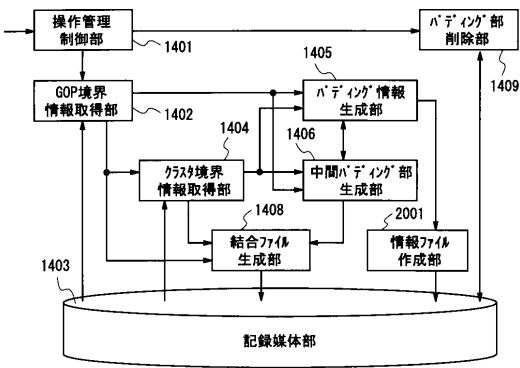 操作管理
制御部
1401
ﾊﾟﾃﾞｨﾝｸﾞ部
削除部
1409
GOP境界
情報取得部
1402
1405
ﾊﾟﾃﾞｨﾝｸﾞ情報
生成部
1404
クラスタ境界
情報取得部
1406
中間ﾊﾟﾃﾞｨﾝｸﾞ部
生成部
1408
結合ファイル
生成部
2001
情報ファイル
作成部
1403
記録媒体部